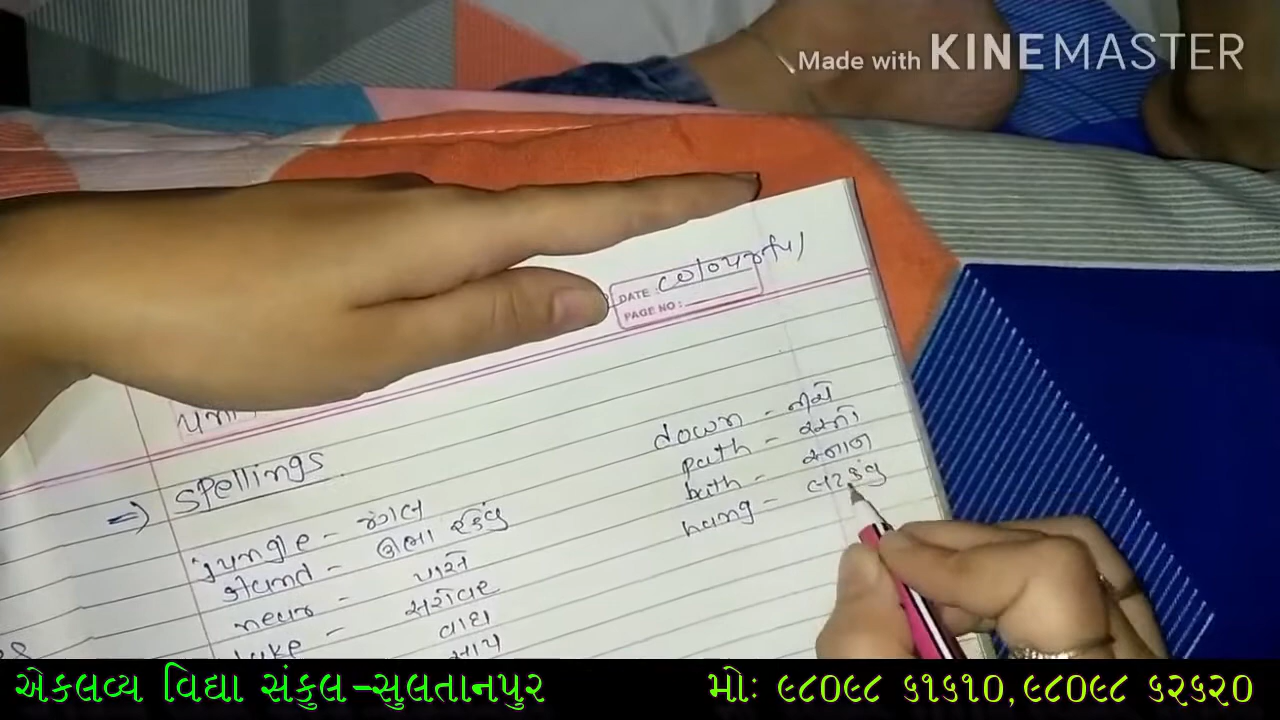 Made with KINEMASTER
colourful
DATE :
PAGE NO :
⇒) Spellings
jungle - જંગલ
stand - ઊભા રહેવું
near - પાસે
lake - સરોવર
વાઘ
down - નીચે
path - રસ્તો
bath - સ્નાન
hang - લટકવું
એકલવ્ય વિદ્યા સંકુલ-સુલતાનપુર
મોઃ ૯૮૦૯૮ ૬૧૬૧૦,૯૮૦૯૮ ૬૨૬૨૦